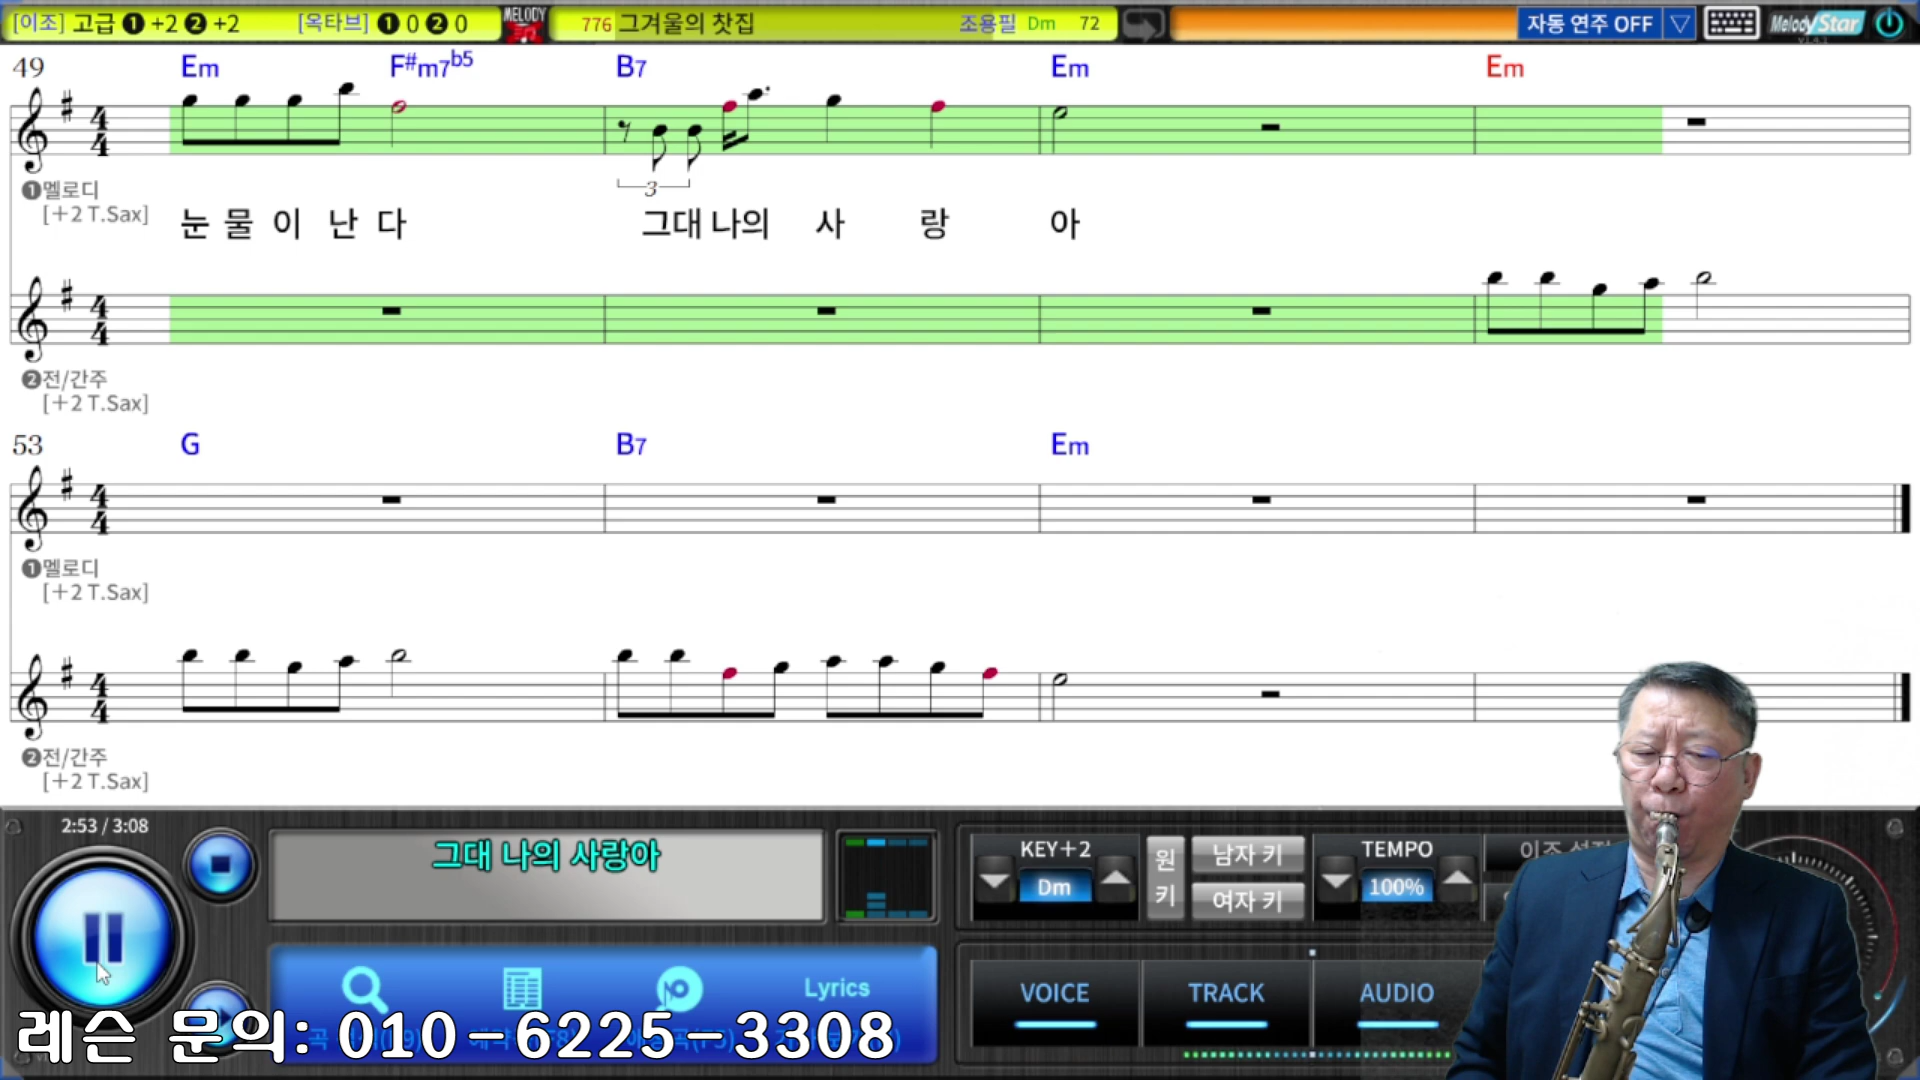 [이조] 고급 ❶ +2 ❷ +2 [옥타브] ❶ 0 ❷ 0 MELODY 776 그겨울의 찻집 조용필 Dm 72 자동 연주 OFF MelodyStar
49 Em F#m7b5 B7 Em Em
❶멜로디
[+2 T.Sax]
눈 물 이 난 다 그대 나의 사 랑 아
3
❷전/간주
[+2 T.Sax]
53 G B7 Em
❶멜로디
[+2 T.Sax]
❷전/간주
[+2 T.Sax]
2:53 / 3:08
그대 나의 사랑아
KEY+2
Dm
원키
남자 키
여자 키
TEMPO
100%
이조
Lyrics
VOICE TRACK AUDIO
레슨 문의: 010-6225-3308